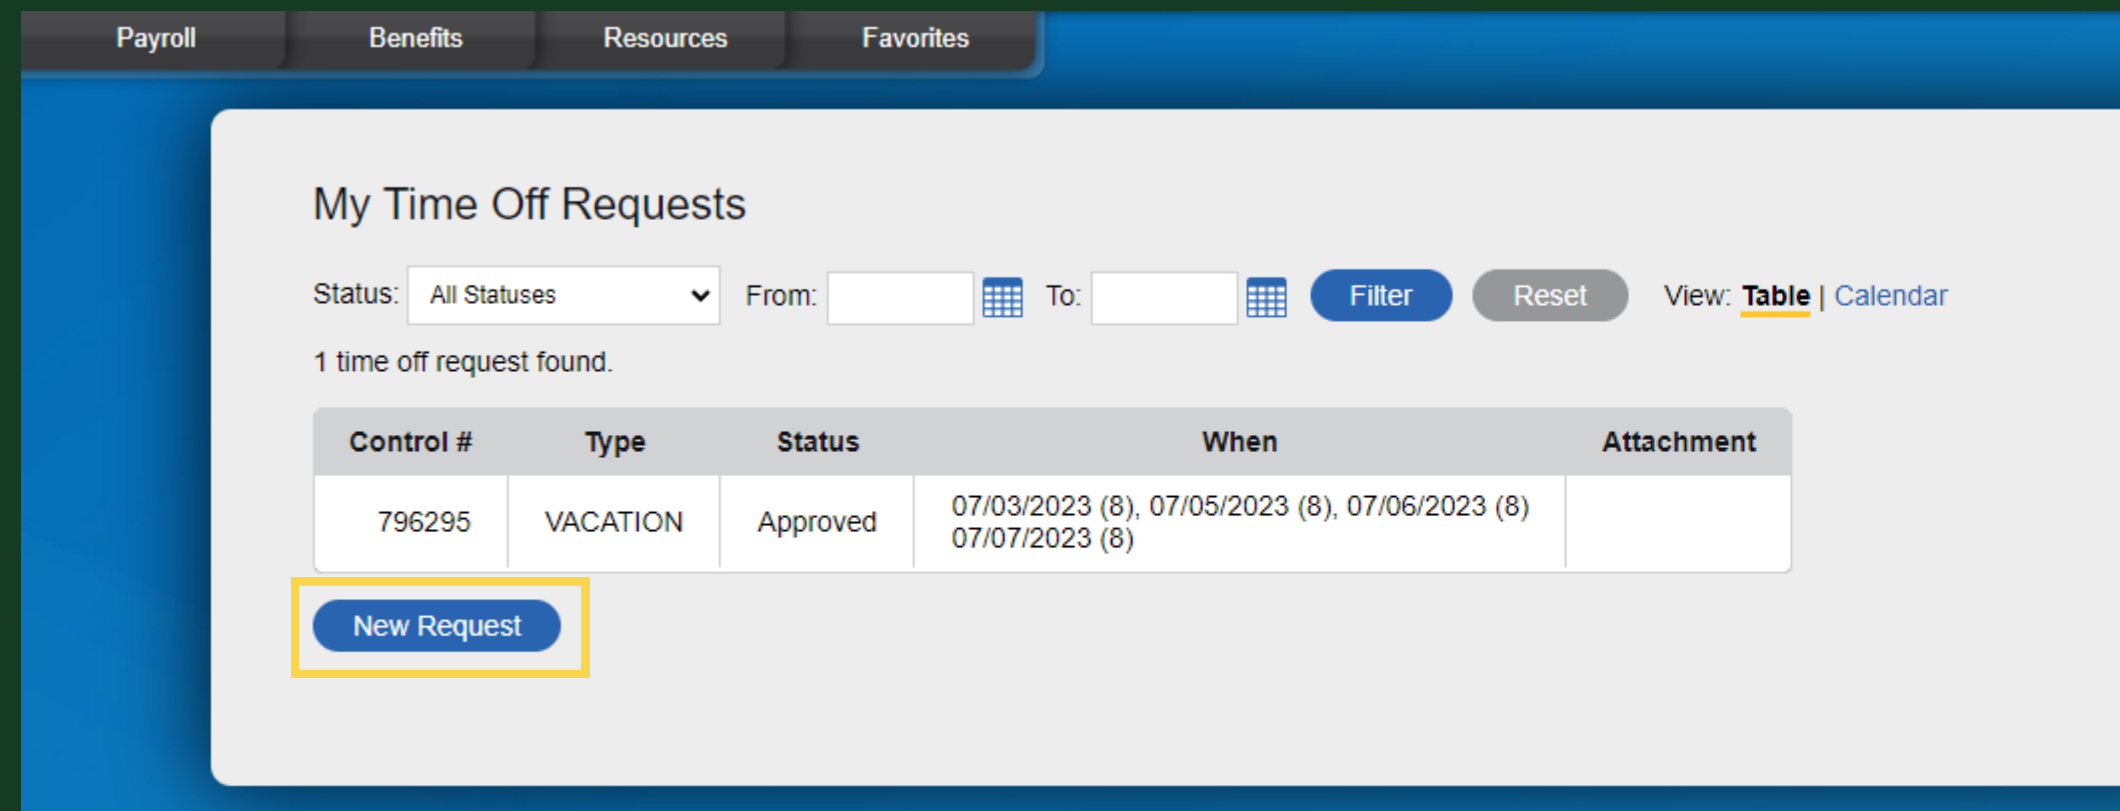 Payroll Benefits Resources Favorites
My Time Off Requests
Status: All Statuses From: To: Filter Reset View: Table | Calendar
1 time off request found.
Control # Type Status When Attachment
796295 VACATION Approved 07/03/2023 (8), 07/05/2023 (8), 07/06/2023 (8)
07/07/2023 (8)
New Request